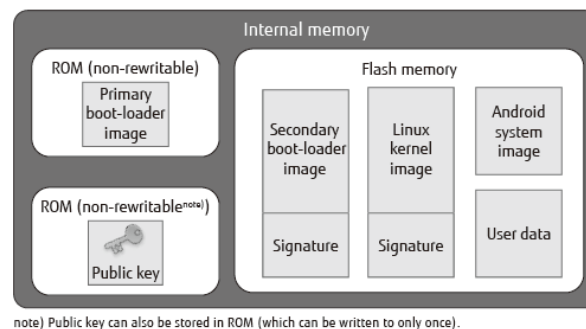 Internal memory
ROM (non-rewritable)
Primary
boot-loader
image
ROM (non-rewritable note))
Public key
Flash memory
Secondary
boot-loader
image
Signature
Linux
kernel
image
Signature
Android
system
image
User data
note) Public key can also be stored in ROM (which can be written to only once).